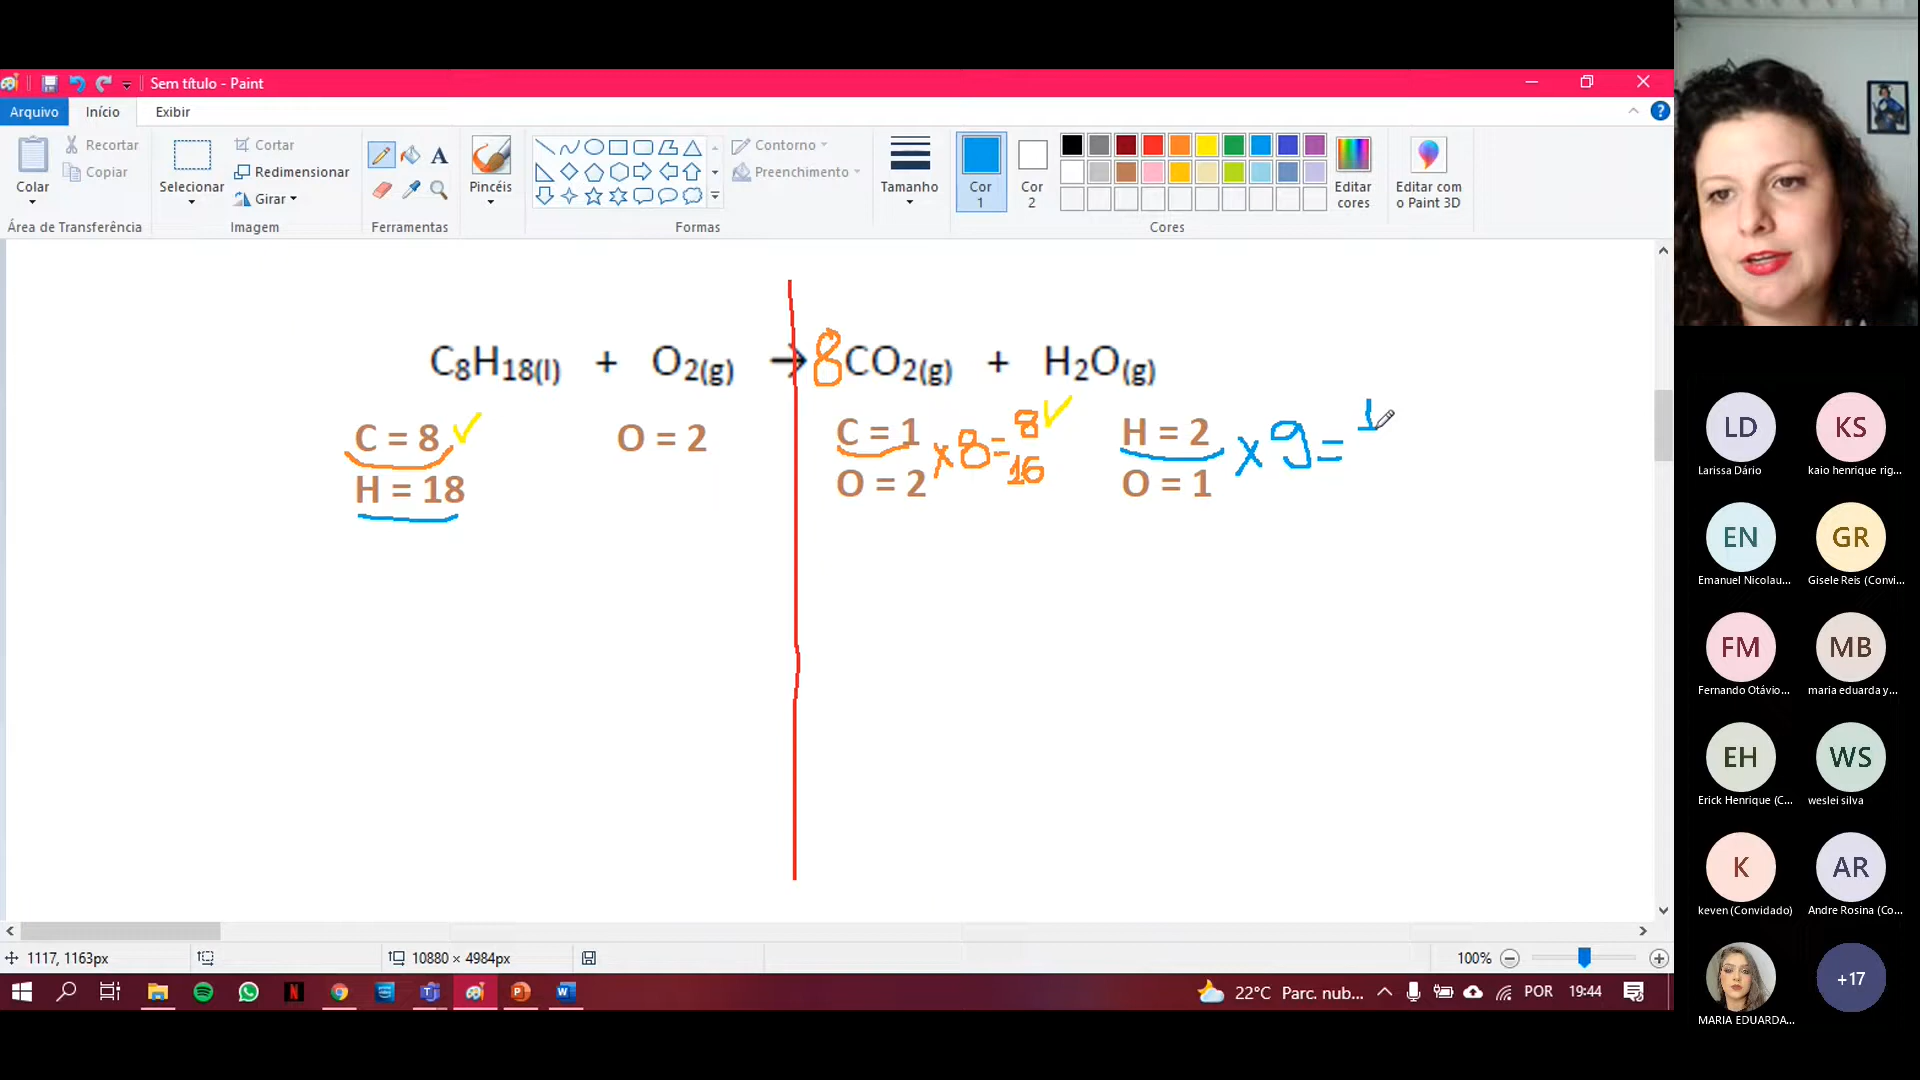 Sem título - Paint
Arquivo Início Exibir
Colar
Recortar
Copiar
Área de Transferência
Selecionar
Cortar
Redimensionar
Girar
Imagem
A
Ferramentas
Pincéis
Contorno
Preenchimento
Formas
Tamanho
Cor 1
Cor 2
Editar cores
Editar com o Paint 3D
Cores
C8H18(l) + O2(g) → 8CO2(g) + H2O(g)
C = 8 ✓ O = 2 C = 1 × 8 = 8 ✓ H = 2 × 9 = 1
H = 18 O = 2 16 O = 1
1117, 1163px
10880 × 4984px
100%
22°C Parc. nub... POR 19:44
LD KS
Larissa Dário kaio henrique rig...
EN GR
Emanuel Nicolau... Gisele Reis (Convi...
FM MB
Fernando Otávio... maria eduarda y...
EH WS
Erick Henrique (C... weslei silva
K AR
keven (Convidado) Andre Rosina (Co...
+17
MARIA EDUARDA...